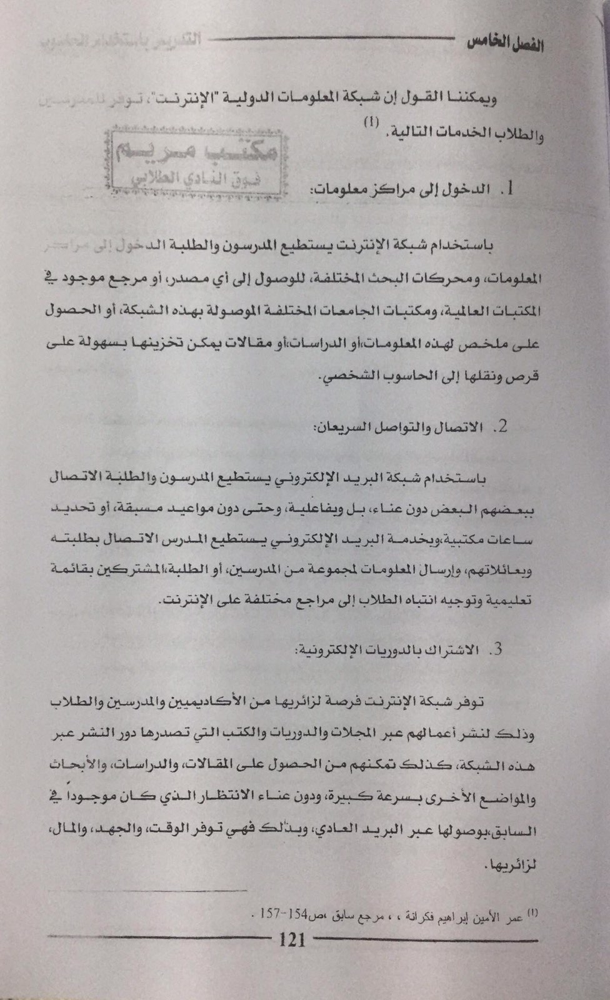 الفصل الخامس
ويمكننا القول إن شبكة المعلومات الدولية "الإنترنت"، توفر للمدرسين
والطلاب الخدمات التالية. (1)
فوق النادي الطلابي
1. الدخول إلى مراكز معلومات:
باستخدام شبكة الإنترنت يستطيع المدرسون والطلبة الدخول إلى مراكز
المعلومات، ومحركات البحث المختلفة، للوصول إلى أي مصدر، أو مرجع موجود في
المكتبات العالمية، ومكتبات الجامعات المختلفة الموصولة بهذه الشبكة، أو الحصول
على ملخص لهذه المعلومات،أو الدراسات،أو مقالات يمكن تخزينها بسهولة على
قرص ونقلها إلى الحاسوب الشخصي.
2. الاتصال والتواصل السريعان:
باستخدام شبكة البريد الإلكتروني يستطيع المدرسون والطلبة الاتصال
ببعضهم البعض دون عناء، بل وبفاعلية، وحتى دون مواعيد مسبقة، أو تحديد
ساعات مكتبية،وبخدمة البريد الإلكتروني يستطيع المدرس الاتصال بطلبته
وبعائلاتهم، وإرسال المعلومات لمجموعة من المدرسين، أو الطلبة،المشتركين بقائمة
تعليمية وتوجيه انتباه الطلاب إلى مراجع مختلفة على الإنترنت.
3. الاشتراك بالدوريات الإلكترونية:
توفر شبكة الإنترنت فرصة لزائريها من الأكاديميين والمدرسين والطلاب
وذلك لنشر أعمالهم عبر المجلات والدوريات والكتب التي تصدرها دور النشر عبر
هذه الشبكة، كذلك تمكنهم من الحصول على المقالات، والدراسات، والأبحاث
والمواضع الأخرى بسرعة كبيرة، ودون عناء الانتظار الذي كان موجوداً في
السابق،بوصولها عبر البريد العادي، وبذلك فهي توفر الوقت، والجهد، والمال،
لزائريها.
(1) عمر الأمين إبراهيم فكرانة ، ، مرجع سابق ،ص154-157 .
121